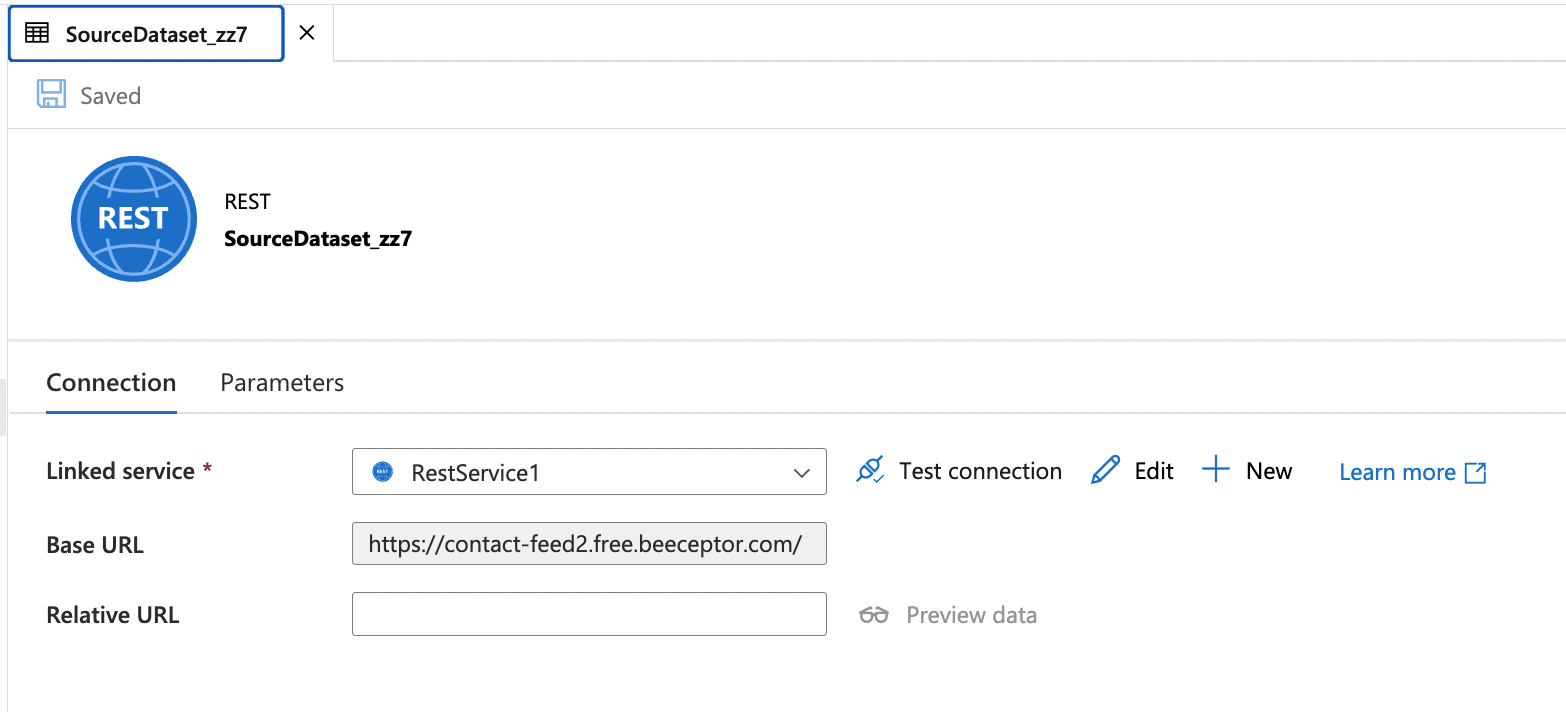 SourceDataset_zz7
Saved
REST
REST
SourceDataset_zz7
Connection Parameters
Linked service * REST RestService1 Test connection Edit New Learn more
Base URL https://contact-feed2.free.beeceptor.com/
Relative URL Preview data